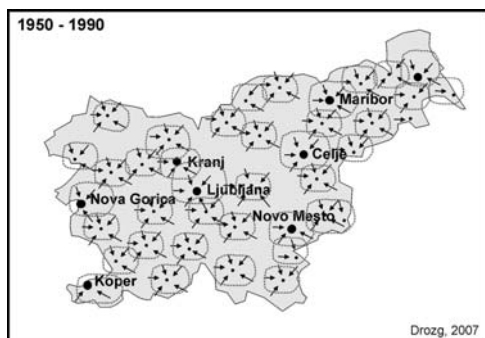 1950 - 1990
Maribor
Celje
Kranj
Ljubljana
Nova Gorica
Novo Mesto
Koper
Drozg, 2007